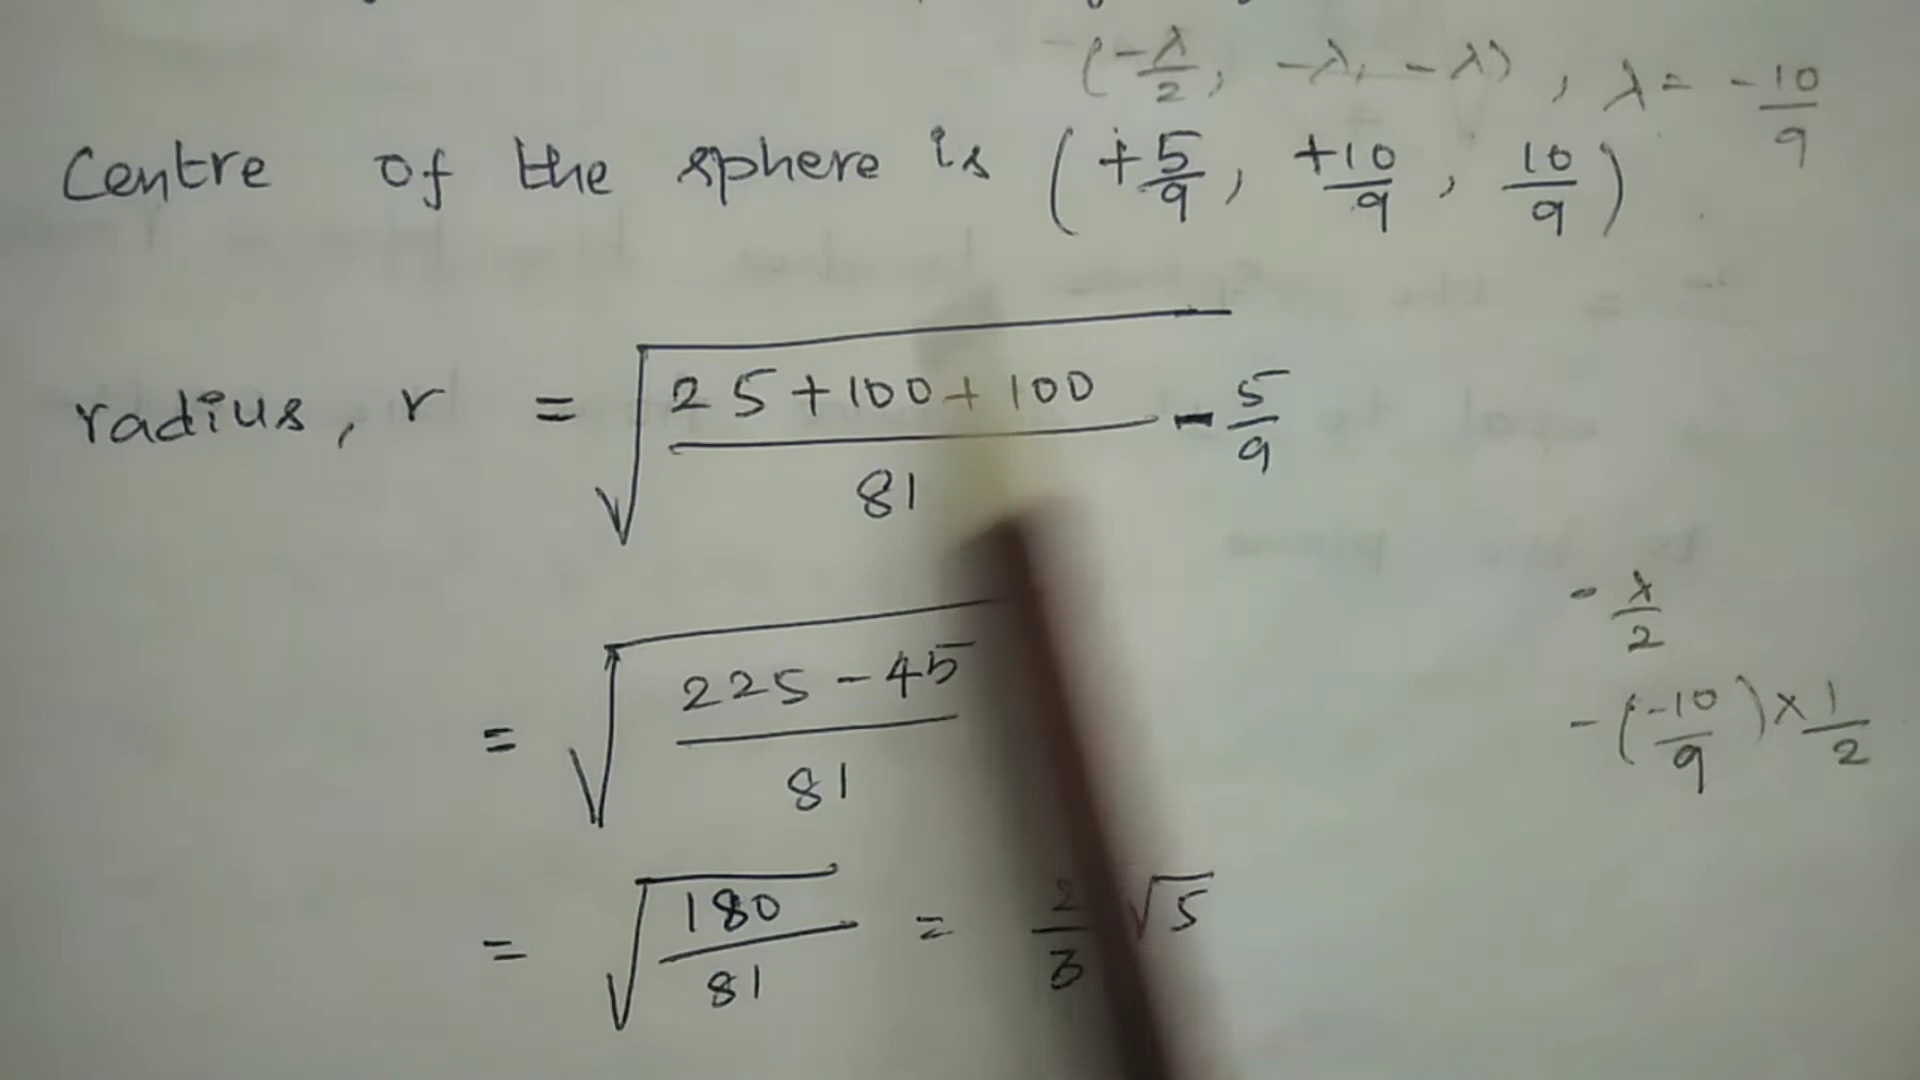 (-λ/2, -λ, -λ), λ = -10/9
Centre of the sphere is (+5/9, +10/9, 10/9)
radius, r = √((25+100+100)/81 - 5/9)
-λ/2
= √((225-45)/81)
-(-10/9) × 1/2
= √(180/81) = 2/3 √5